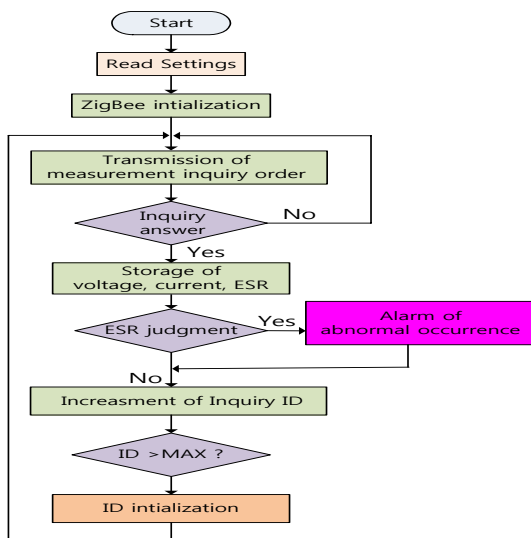 Start
Read Settings
ZigBee intialization
Transmission of
measurement inquiry order
Inquiry
answer
No
Yes
Storage of
voltage, current, ESR
ESR judgment
Yes
Alarm of
abnormal occurrence
No
Increasment of Inquiry ID
ID >MAX ?
ID intialization